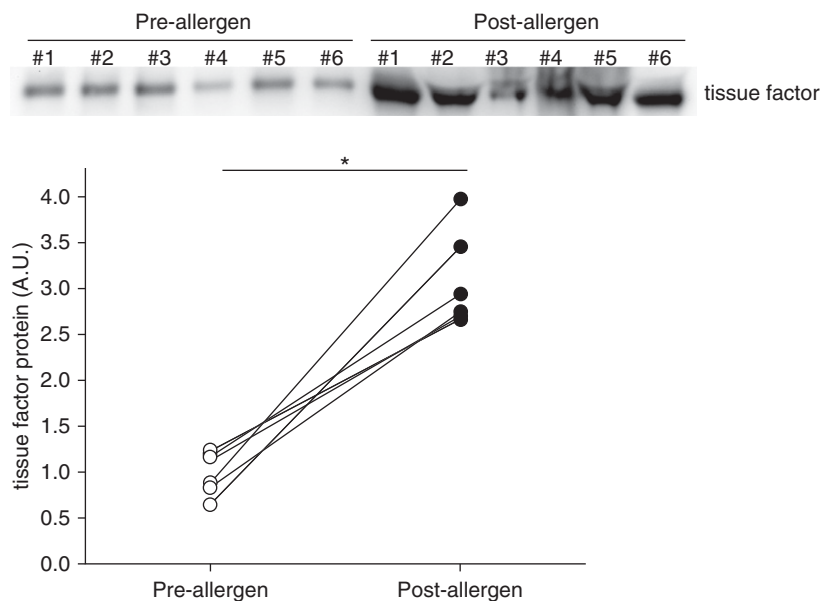 Pre-allergen Post-allergen
#1 #2 #3 #4 #5 #6 #1 #2 #3 #4 #5 #6
tissue factor
*
4.0
3.5
3.0
2.5
2.0
1.5
1.0
0.5
0.0
tissue factor protein (A.U.)
Pre-allergen Post-allergen